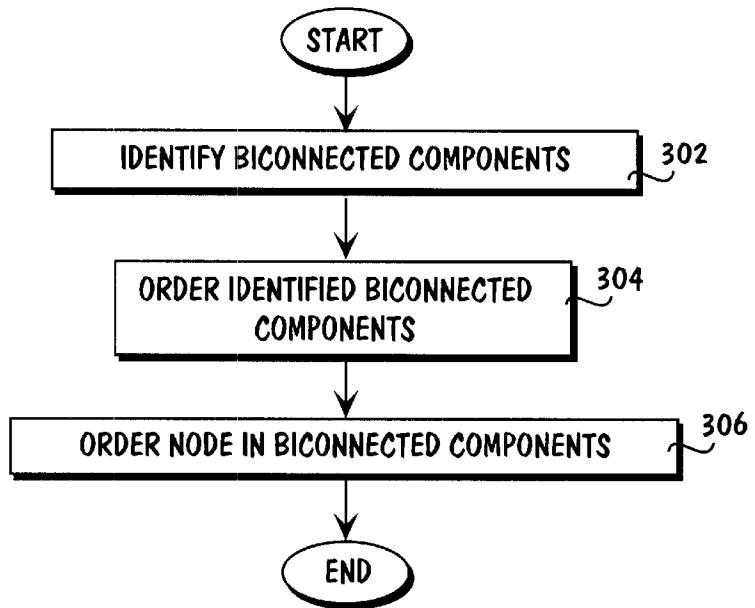 START
IDENTIFY BICONNECTED COMPONENTS
302
ORDER IDENTIFIED BICONNECTED
COMPONENTS
304
ORDER NODE IN BICONNECTED COMPONENTS
306
END